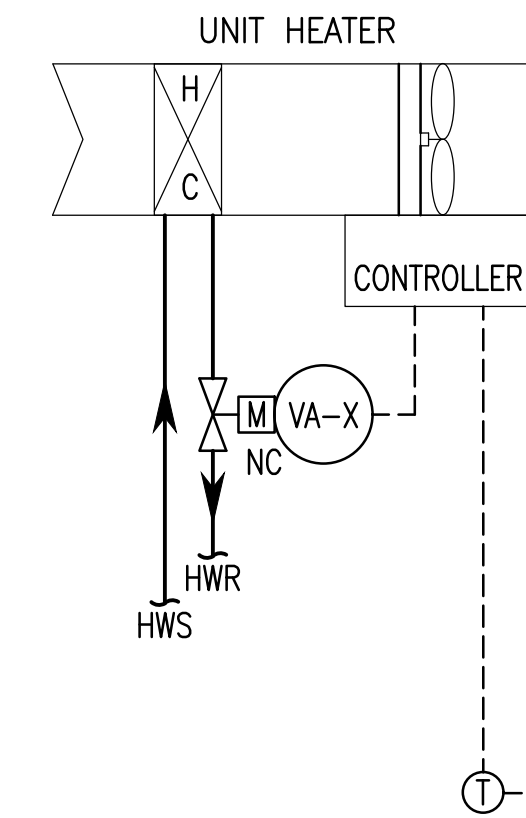 UNIT HEATER
H
C
CONTROLLER
M
VA-X
NC
HWR
HWS
T